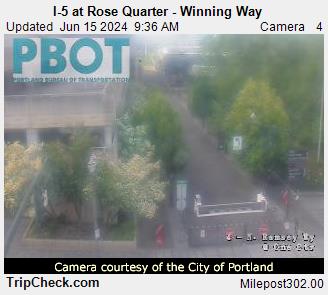 I-5 at Rose Quarter - Winning Way
Updated Jun 15 2024 9:36 AM Camera 4
PBOT
PORTLAND BUREAU OF TRANSPORTATION
Camera courtesy of the City of Portland
TripCheck.com Milepost302.00